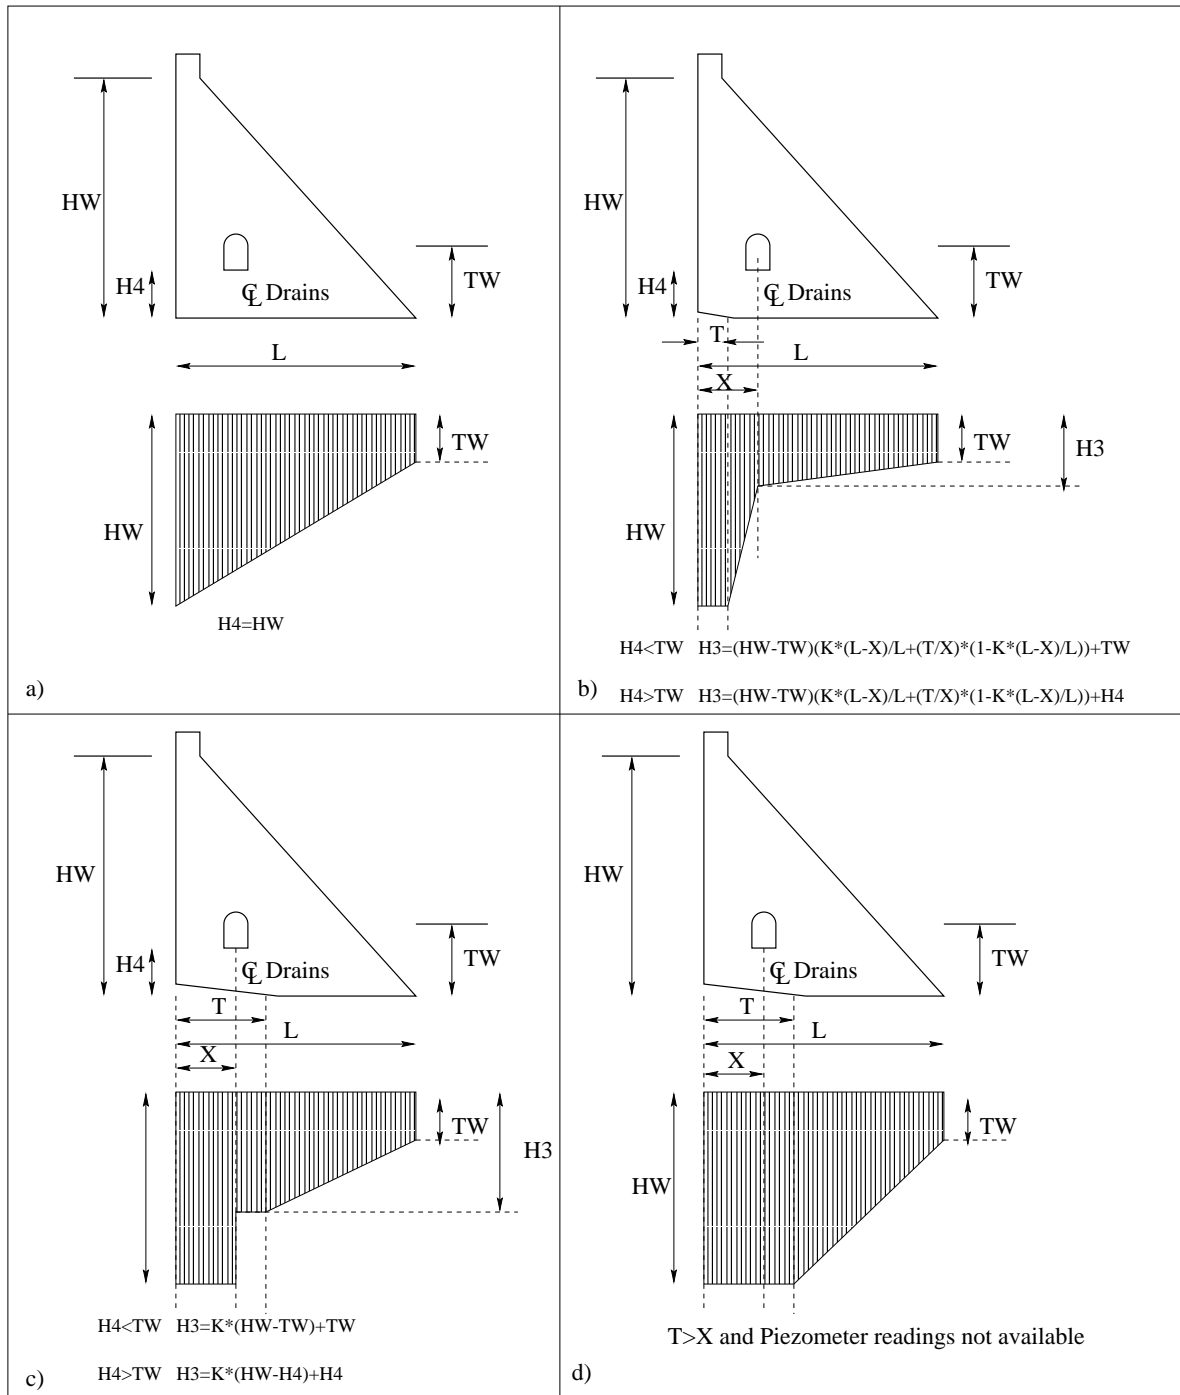 HW
H4
℄ Drains
TW
L
HW
TW
H4=HW
a)
HW
H4
℄ Drains
TW
T
L
X
TW
H3
HW
H4<TW H3=(HW-TW)(K*(L-X)/L+(T/X)*(1-K*(L-X)/L))+TW
H4>TW H3=(HW-TW)(K*(L-X)/L+(T/X)*(1-K*(L-X)/L))+H4
b)
HW
H4
℄ Drains
TW
T
L
X
TW
H3
H4<TW H3=K*(HW-TW)+TW
H4>TW H3=K*(HW-H4)+H4
c)
HW
℄ Drains
TW
T
L
X
TW
HW
T>X and Piezometer readings not available
d)